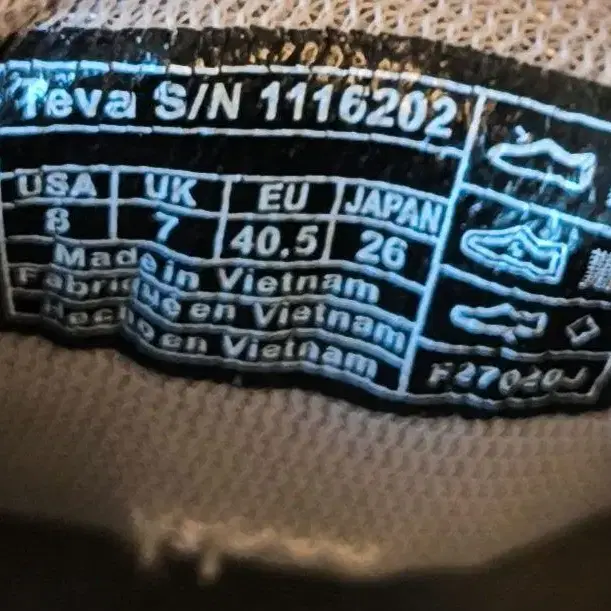 Teva S/N 1116202
USA UK EU JAPAN
8 7 40.5 26
Made in Vietnam
Fabriqué en Vietnam
Hecho en Vietnam
F27020J